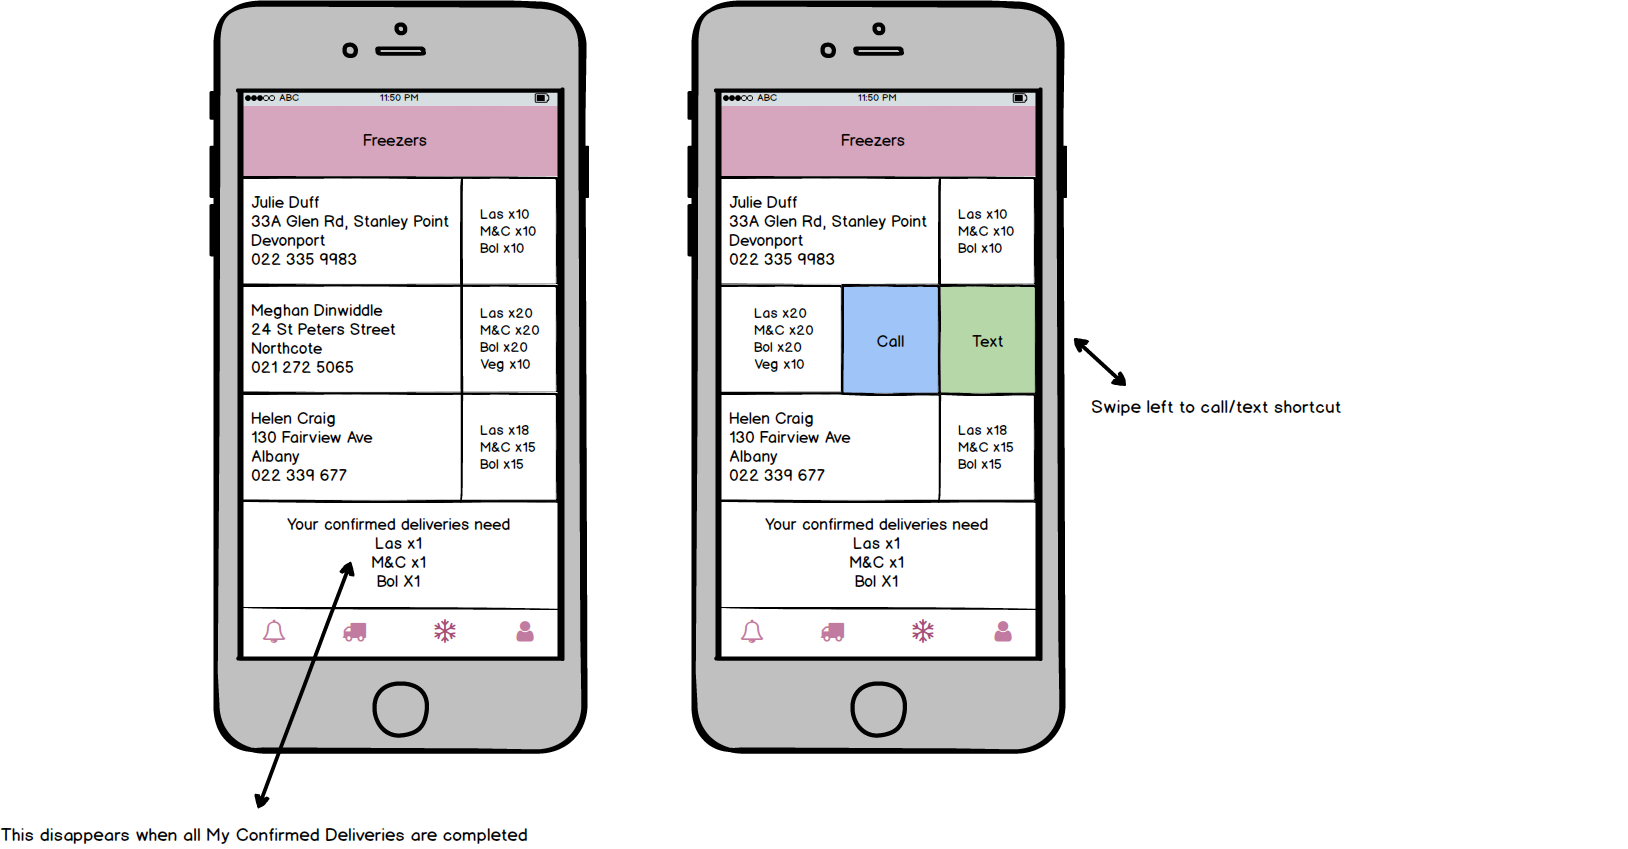 ABC 11:50 PM
Freezers
Julie Duff
33A Glen Rd, Stanley Point
Devonport
022 335 9983
Las x10
M&C x10
Bol x10
Meghan Dinwiddle
24 St Peters Street
Northcote
021 272 5065
Las x20
M&C x20
Bol x20
Veg x10
Helen Craig
130 Fairview Ave
Albany
022 339 677
Las x18
M&C x15
Bol x15
Your confirmed deliveries need
Las x1
M&C x1
Bol X1
This disappears when all My Confirmed Deliveries are completed
ABC 11:50 PM
Freezers
Julie Duff
33A Glen Rd, Stanley Point
Devonport
022 335 9983
Las x10
M&C x10
Bol x10
Las x20
M&C x20
Bol x20
Veg x10
Call
Text
Helen Craig
130 Fairview Ave
Albany
022 339 677
Las x18
M&C x15
Bol x15
Your confirmed deliveries need
Las x1
M&C x1
Bol X1
Swipe left to call/text shortcut